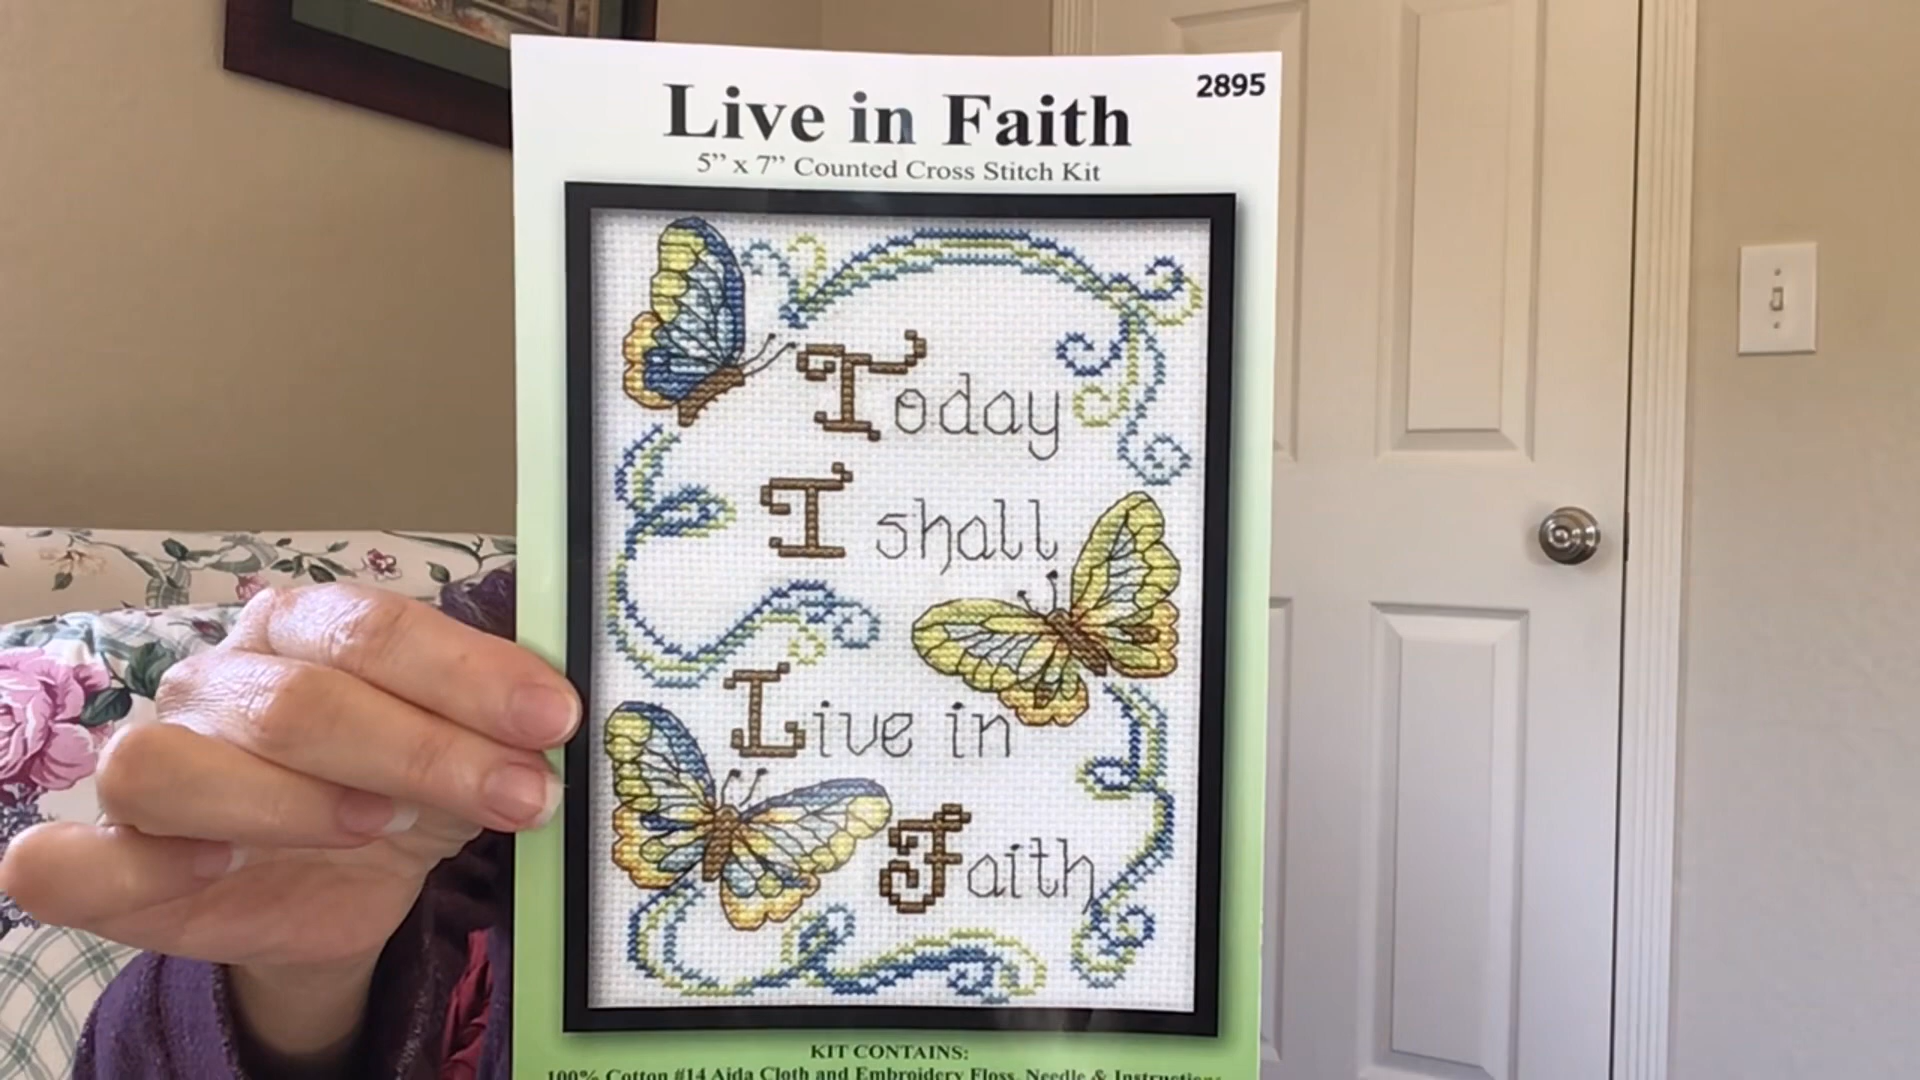 2895
Live in Faith
5” x 7” Counted Cross Stitch Kit
Today
I shall
Live in
Faith
KIT CONTAINS:
100% Cotton #14 Aida Cloth and Embroidery Floss, Needle & Instructions